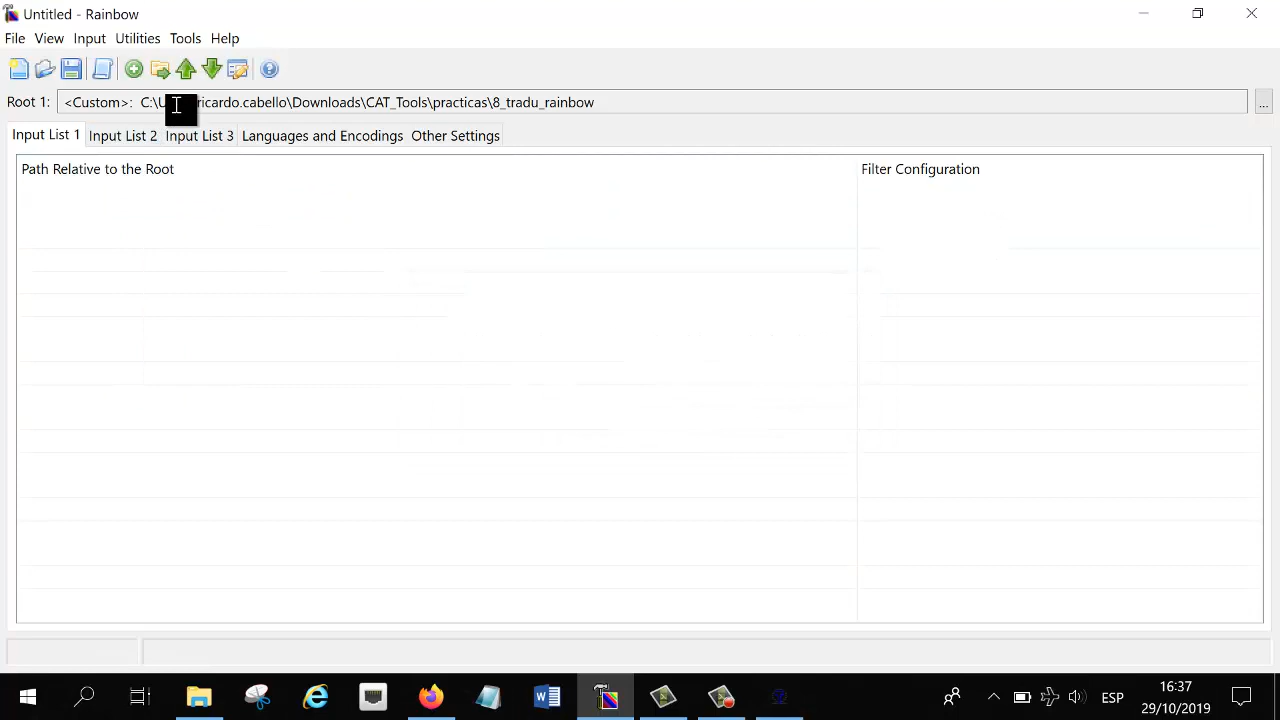 Untitled - Rainbow
File View Input Utilities Tools Help
Root 1: <Custom>: C:\U ricardo.cabello\Downloads\CAT_Tools\practicas\8_tradu_rainbow ...
Input List 1 Input List 2 Input List 3 Languages and Encodings Other Settings
Path Relative to the Root Filter Configuration
ESP
16:37
29/10/2019